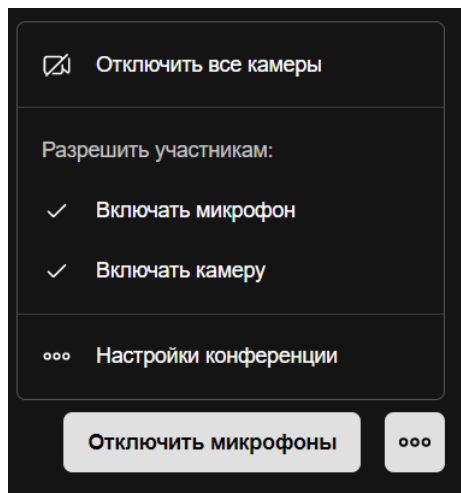 Отключить все камеры
Разрешить участникам:
Включать микрофон
Включать камеру
Настройки конференции
Отключить микрофоны